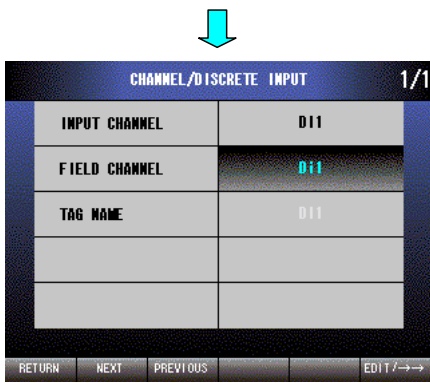 CHANNEL/DISCRETE INPUT 1/1
INPUT CHANNEL DI1
FIELD CHANNEL Di1
TAG NAME DI1
RETURN NEXT PREVIOUS EDIT/→→